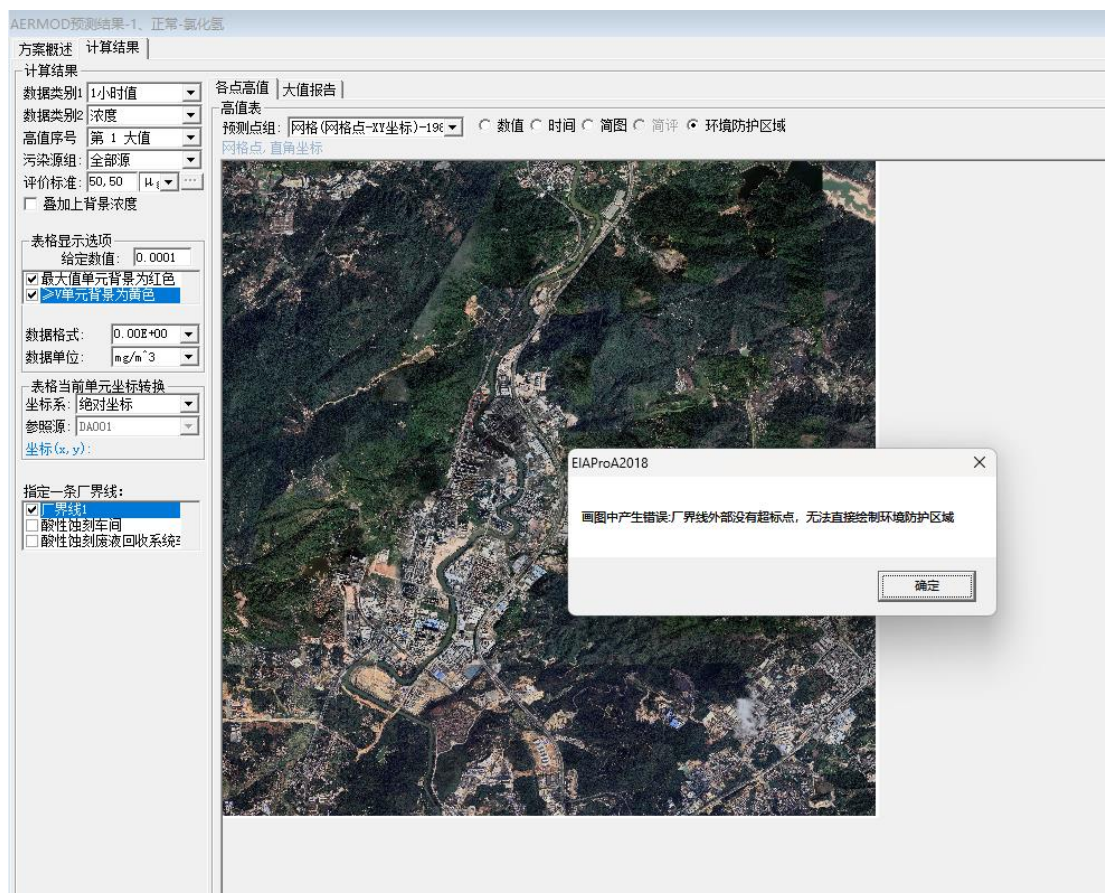 AERMOD预测结果-1、正常-氯化氢
方案概述 计算结果
计算结果
数据类别1 1小时值
数据类别2 浓度
高值序号 第 1 大值
污染源组: 全部源
评价标准: 50,50
叠加上背景浓度
表格显示选项
给定数值: 0.0001
最大值单元背景为红色
≥V单元背景为黄色
数据格式: 0.00E+00
数据单位: mg/m^3
表格当前单元坐标转换
坐标系: 绝对坐标
参照源: DA001
坐标(x,y):
指定一条厂界线:
厂界线1
酸性蚀刻车间
酸性蚀刻废液回收系统
各点高值 大值报告
高值表
预测点组: 网格(网格点-XY坐标)-198 数值 时间 简图 简评 环境防护区域
网格点,直角坐标
EIAProA2018
画图中产生错误:厂界线外部没有超标点，无法直接绘制环境防护区域
确定